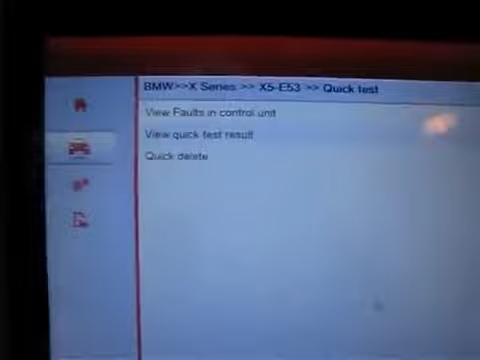 BMW>>X Series >> X5-E53 >> Quick test
View Faults in control unit
View quick test result
Quick delete